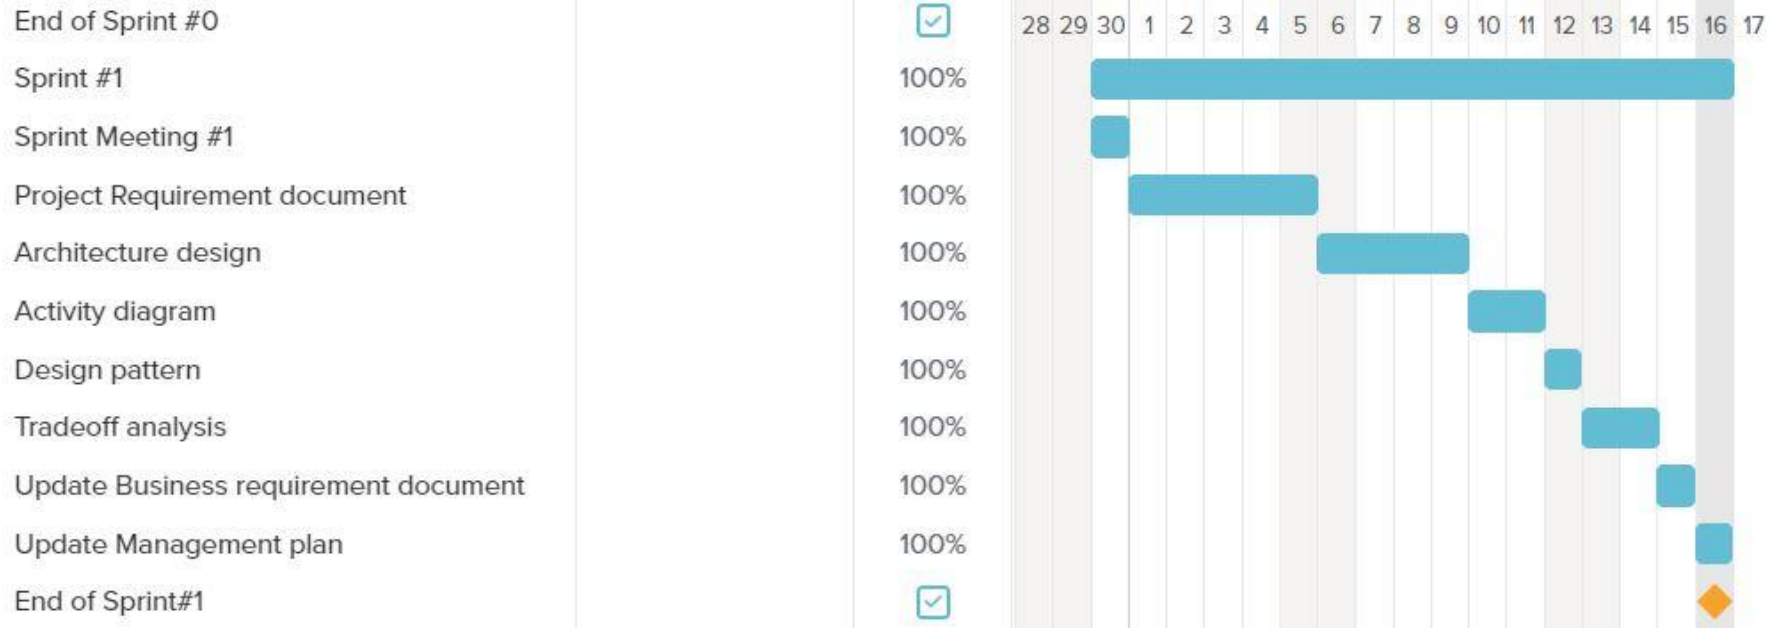 End of Sprint #0 28 29 30 1 2 3 4 5 6 7 8 9 10 11 12 13 14 15 16 17
Sprint #1 100%
Sprint Meeting #1 100%
Project Requirement document 100%
Architecture design 100%
Activity diagram 100%
Design pattern 100%
Tradeoff analysis 100%
Update Business requirement document 100%
Update Management plan 100%
End of Sprint#1